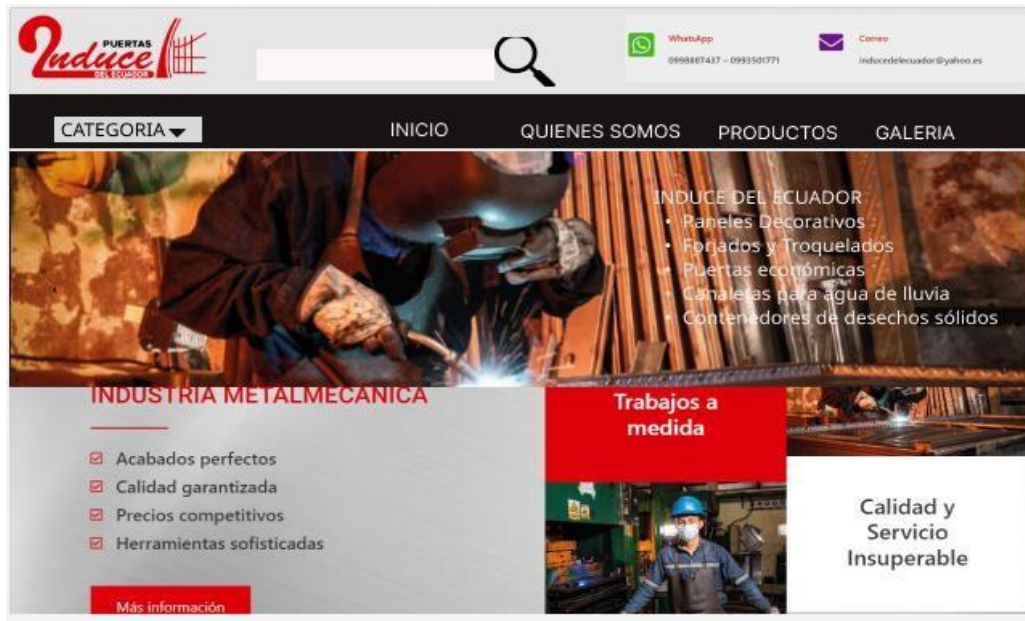 PUERTAS
Induce
DEL ECUADOR
WhatsApp
0998887437 – 0993501771
Correo
inducedelecuador@yahoo.es
CATEGORIA
INICIO
QUIENES SOMOS
PRODUCTOS
GALERIA
INDUCE DEL ECUADOR
• Paneles Decorativos
• Forjados y Troquelados
• Puertas económicas
• Canaletas para agua de lluvia
• Contenedores de desechos sólidos
INDUSTRIA METALMECÁNICA
Acabados perfectos
Calidad garantizada
Precios competitivos
Herramientas sofisticadas
Más información
Trabajos a
medida
Calidad y
Servicio
Insuperable